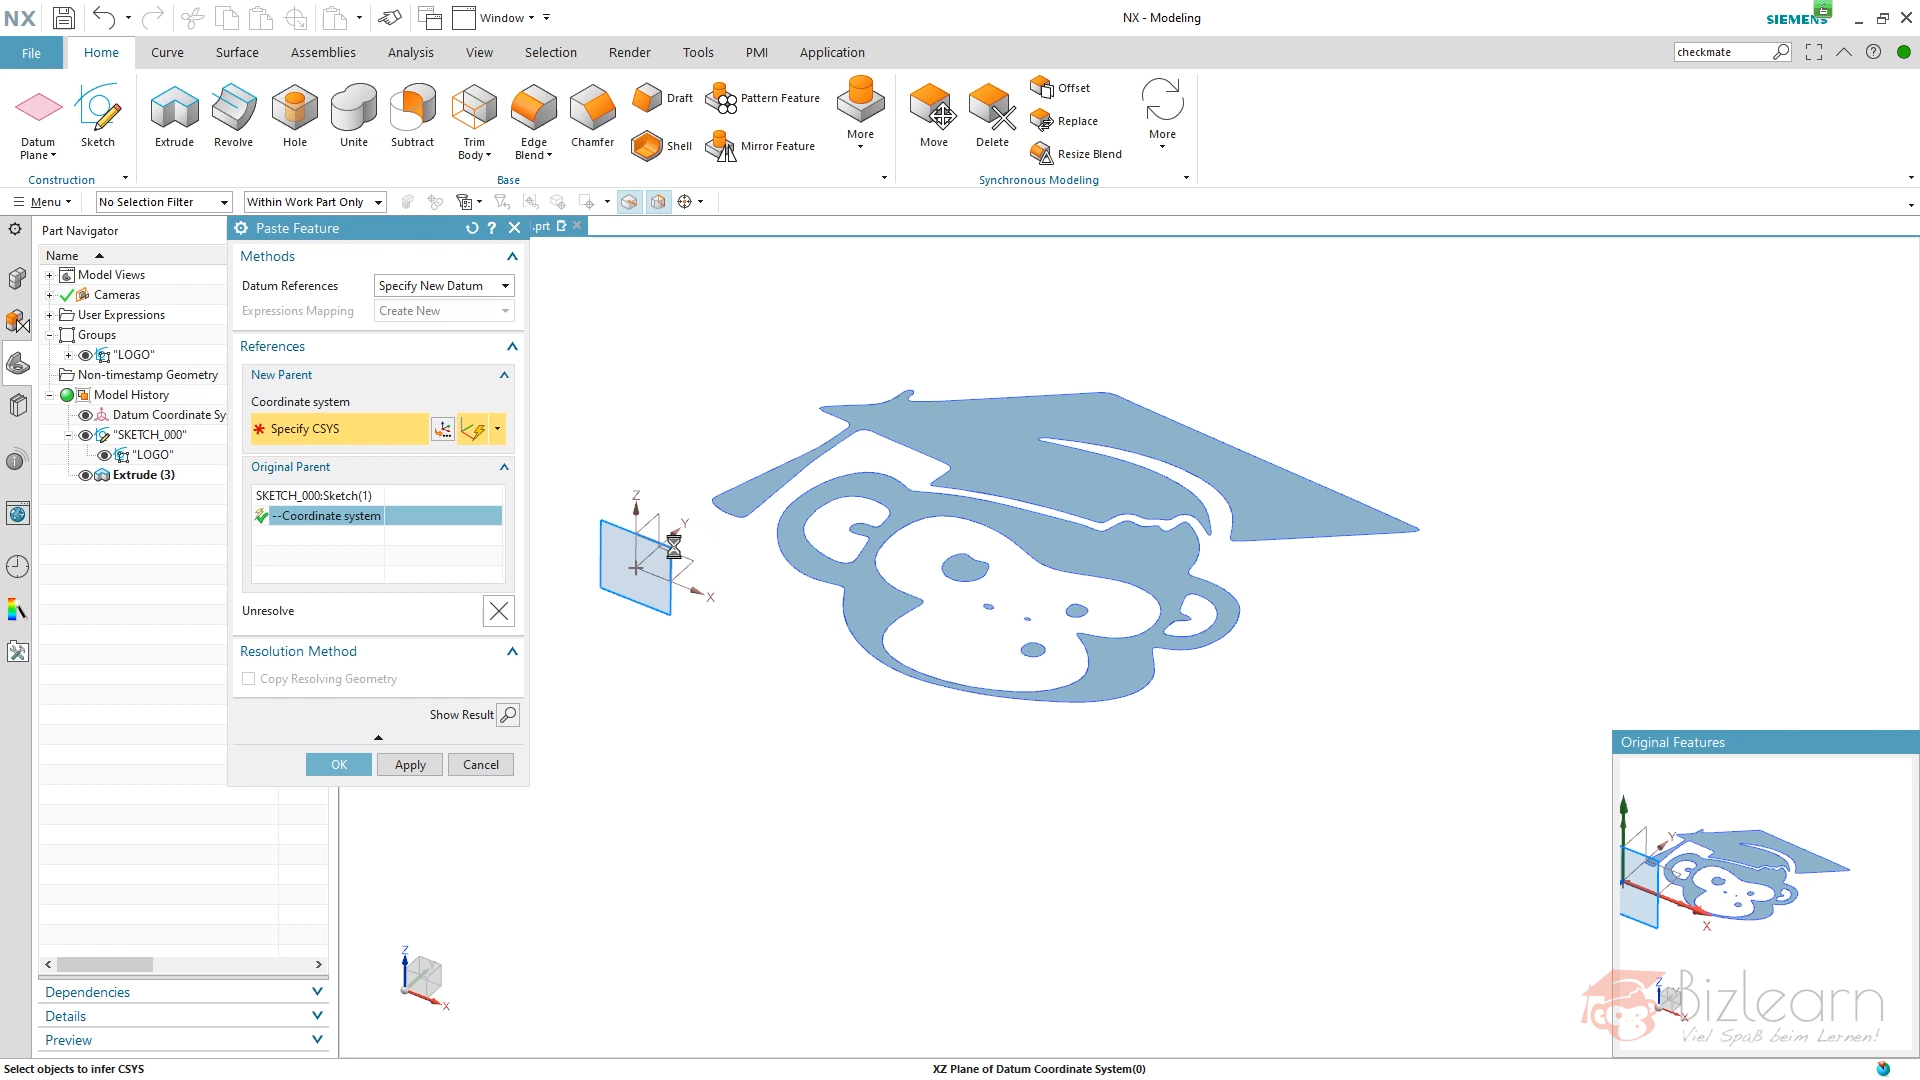 NX
Window
NX - Modeling
SIEMENS
File
Home
Curve
Surface
Assemblies
Analysis
View
Selection
Render
Tools
PMI
Application
checkmate
Datum
Plane
Sketch
Extrude
Revolve
Hole
Unite
Subtract
Trim
Body
Edge
Blend
Chamfer
Draft
Shell
Pattern Feature
Mirror Feature
More
Move
Delete
Offset
Replace
Resize Blend
More
Construction
Base
Synchronous Modeling
Menu
No Selection Filter
Within Work Part Only
Part Navigator
Name
Model Views
Cameras
User Expressions
Groups
"LOGO"
Non-timestamp Geometry
Model History
Datum Coordinate Sy
"SKETCH_000"
"LOGO"
Extrude (3)
Dependencies
Details
Preview
Paste Feature
.prt
Methods
Datum References
Specify New Datum
Expressions Mapping
Create New
References
New Parent
Coordinate system
* Specify CSYS
Original Parent
SKETCH_000:Sketch(1)
--Coordinate system
Unresolve
Resolution Method
Copy Resolving Geometry
Show Result
OK
Apply
Cancel
Z
Y
X
Z
X
Original Features
Y
X
Z
X
Bizlearn
Viel Spaß beim Lernen!
Select objects to infer CSYS
XZ Plane of Datum Coordinate System(0)